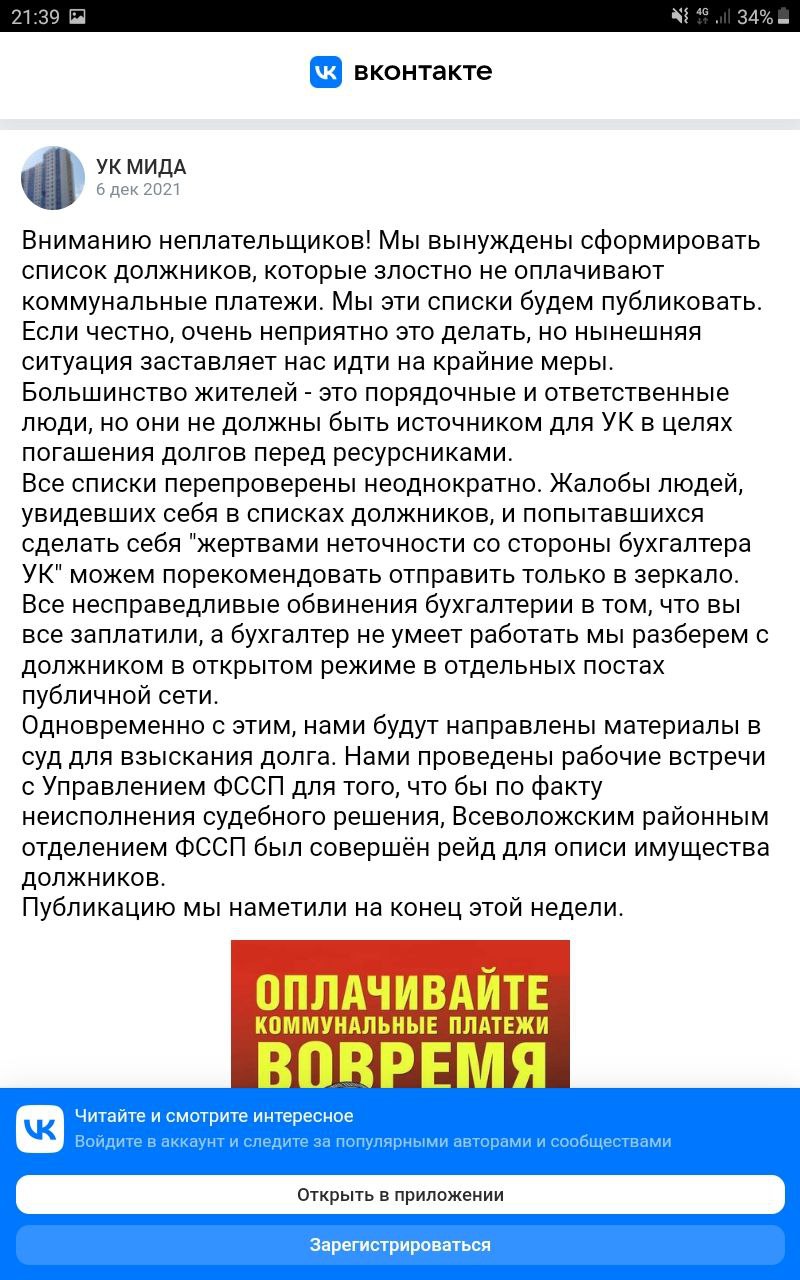 21:39
4G
34%
вконтакте
УК МИДА
6 дек 2021
Вниманию неплательщиков! Мы вынуждены сформировать
список должников, которые злостно не оплачивают
коммунальные платежи. Мы эти списки будем публиковать.
Если честно, очень неприятно это делать, но нынешняя
ситуация заставляет нас идти на крайние меры.
Большинство жителей - это порядочные и ответственные
люди, но они не должны быть источником для УК в целях
погашения долгов перед ресурсниками.
Все списки перепроверены неоднократно. Жалобы людей,
увидевших себя в списках должников, и попытавшихся
сделать себя "жертвами неточности со стороны бухгалтера
УК" можем порекомендовать отправить только в зеркало.
Все несправедливые обвинения бухгалтерии в том, что вы
все заплатили, а бухгалтер не умеет работать мы разберем с
должником в открытом режиме в отдельных постах
публичной сети.
Одновременно с этим, нами будут направлены материалы в
суд для взыскания долга. Нами проведены рабочие встречи
с Управлением ФССП для того, что бы по факту
неисполнения судебного решения, Всеволожским районным
отделением ФССП был совершён рейд для описи имущества
должников.
Публикацию мы наметили на конец этой недели.
ОПЛАЧИВАЙТЕ
КОММУНАЛЬНЫЕ ПЛАТЕЖИ
ВОВРЕМЯ
Читайте и смотрите интересное
Войдите в аккаунт и следите за популярными авторами и сообществами
Открыть в приложении
Зарегистрироваться